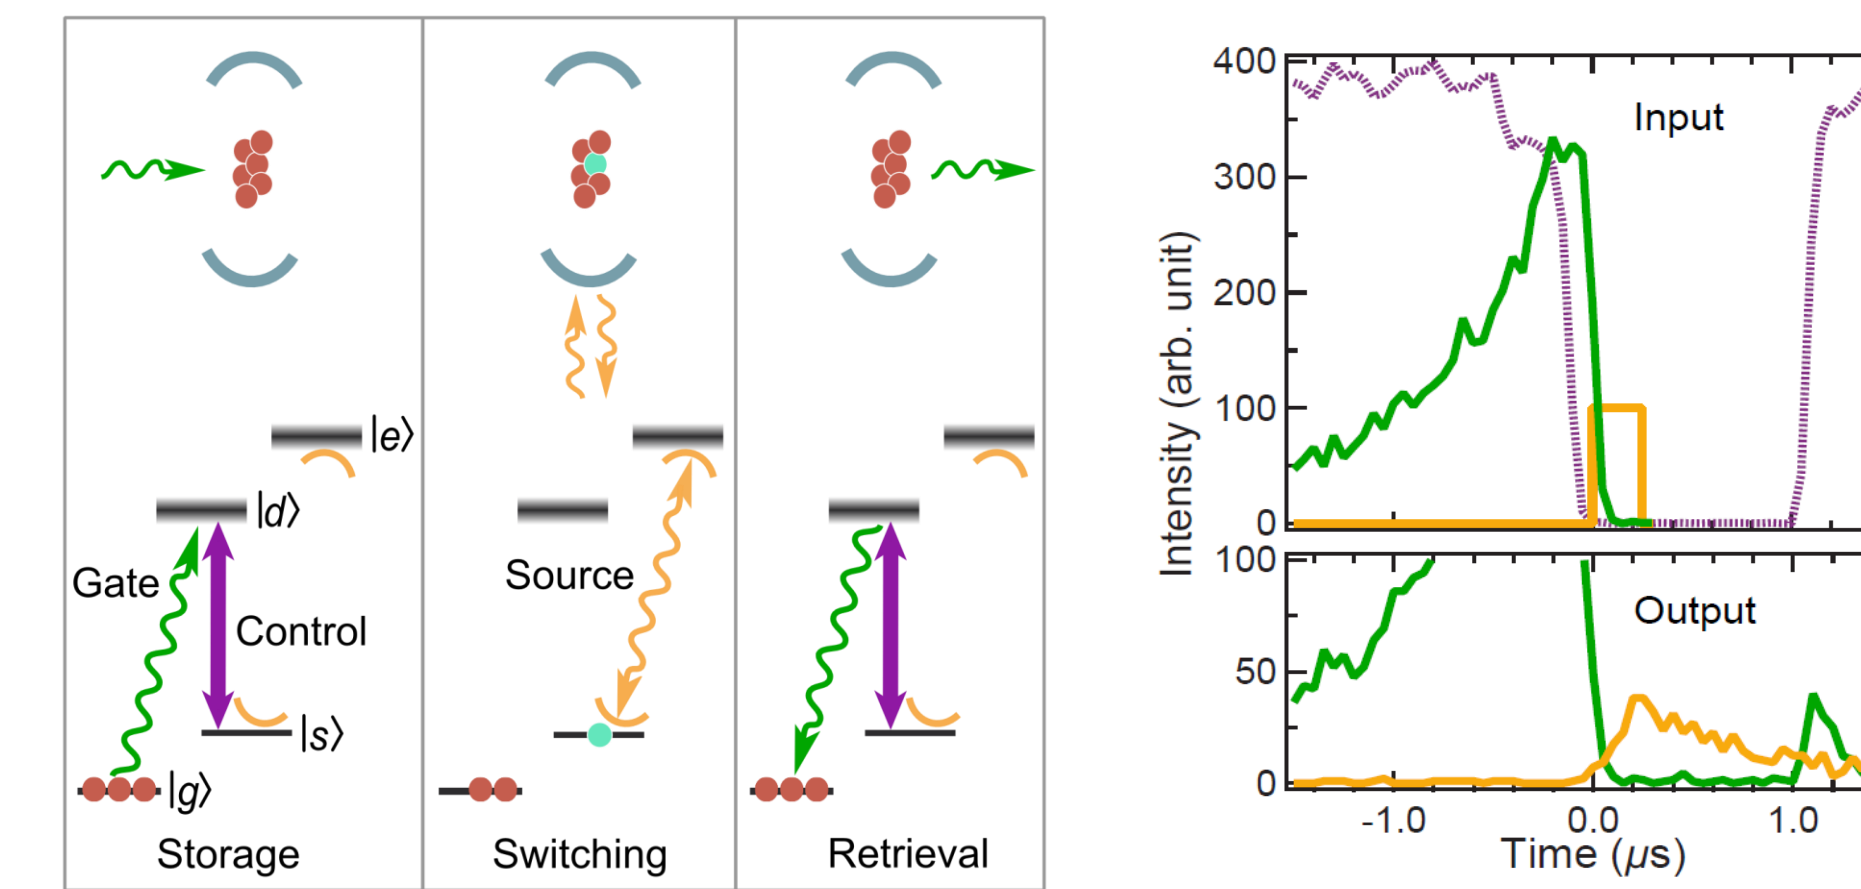 |e⟩
|d⟩
Gate
Control
|s⟩
|g⟩
Storage
Source
Switching
Retrieval
Intensity (arb. unit)
400
300
200
100
0
Input
100
50
0
Output
-1.0 0.0 1.0
Time (μs)